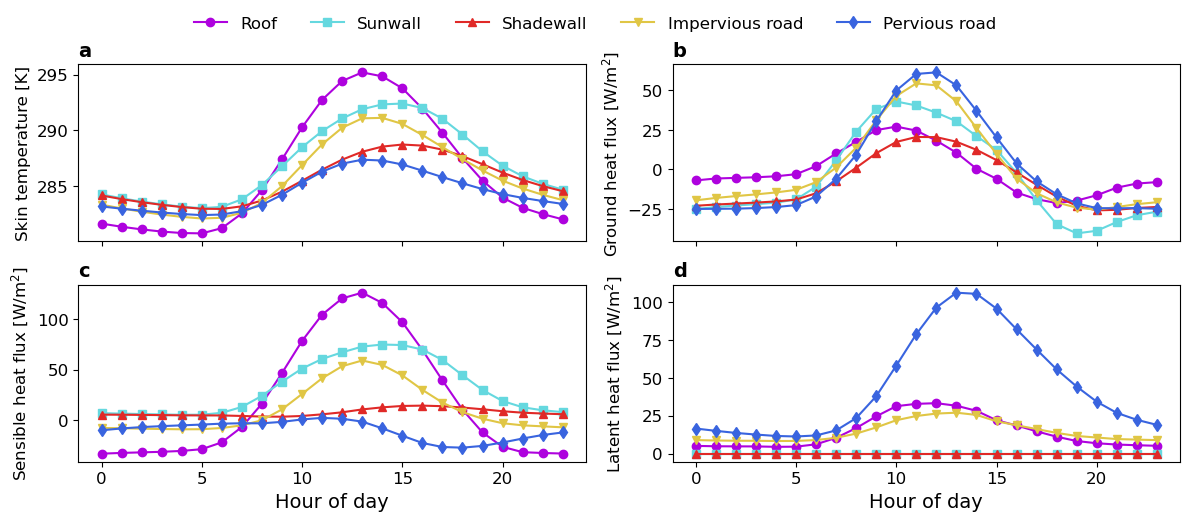 Roof Sunwall Shadewall Impervious road Pervious road
a
Skin temperature [K]
295
290
285
b
Ground heat flux [W/m²]
50
25
0
−25
c
Sensible heat flux [W/m²]
100
50
0
0 5 10 15 20
Hour of day
d
Latent heat flux [W/m²]
100
75
50
25
0
0 5 10 15 20
Hour of day